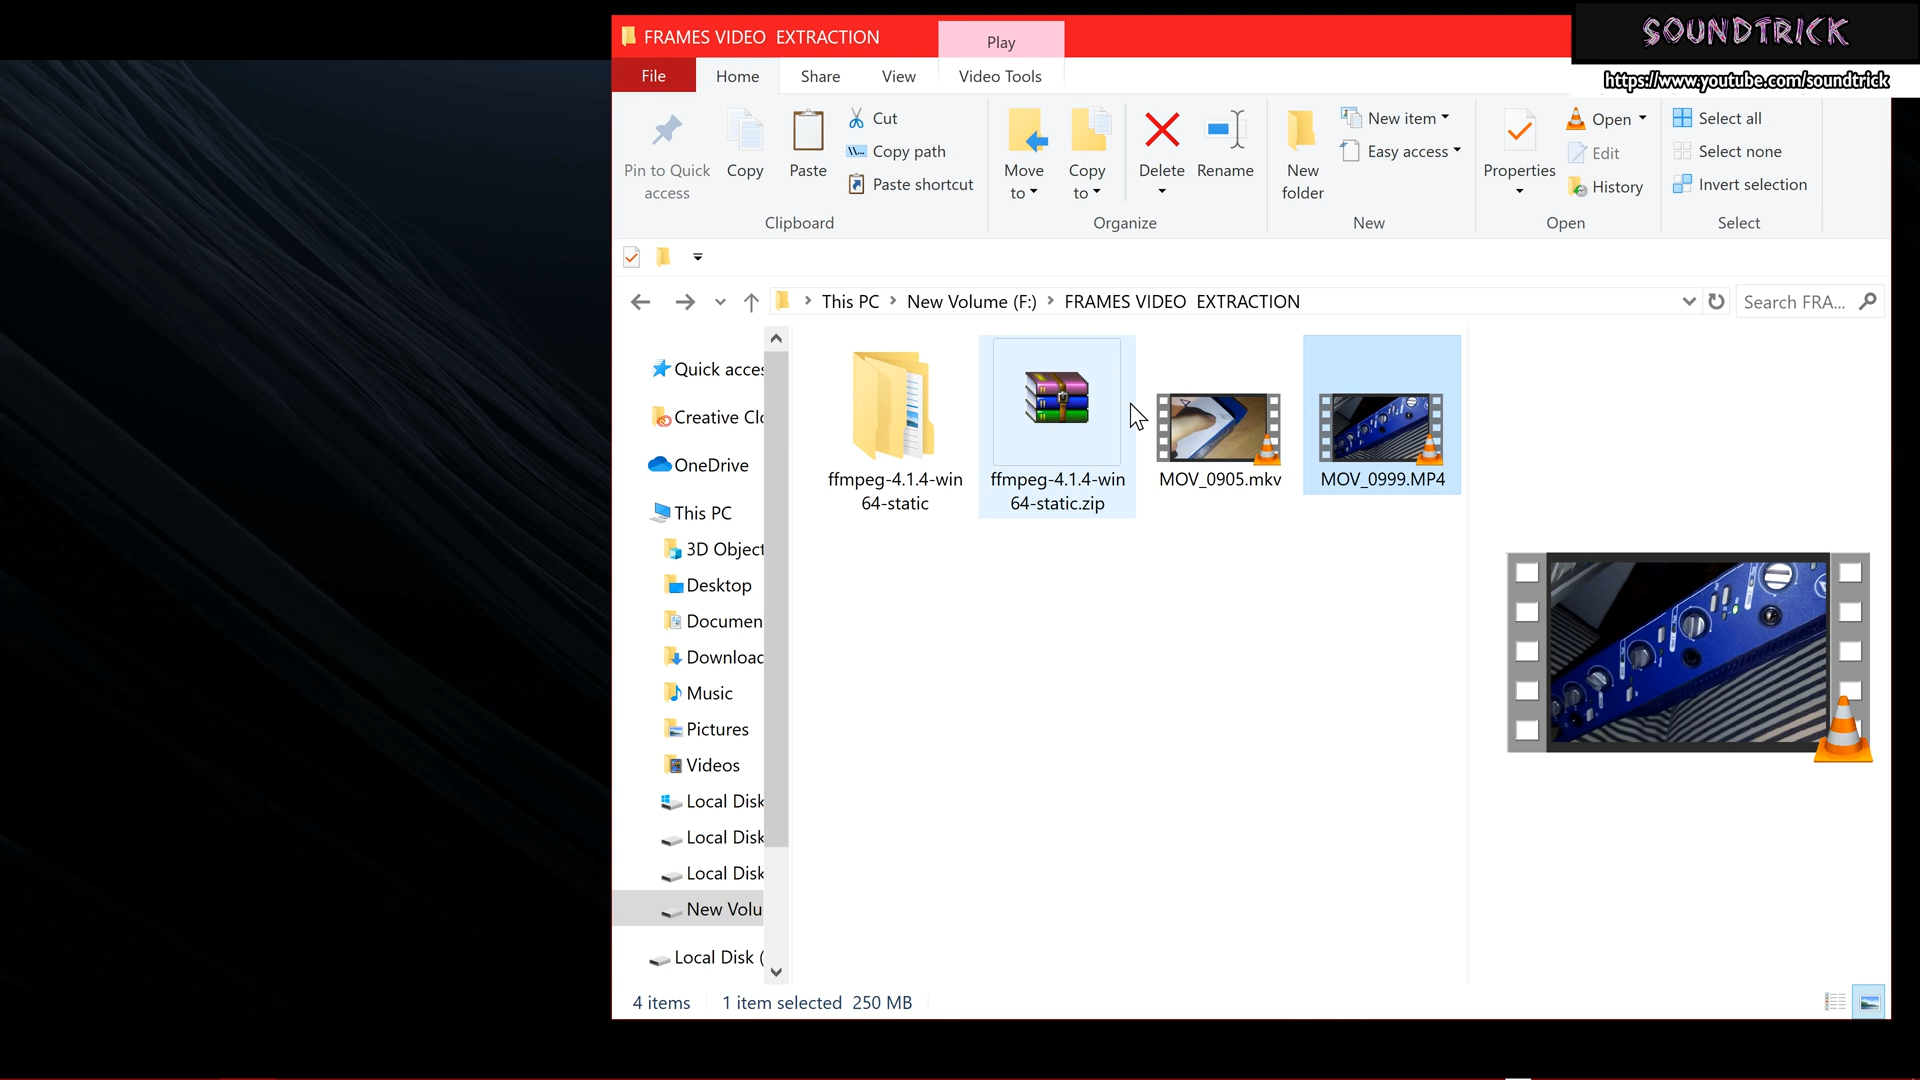 FRAMES VIDEO  EXTRACTION
Play
SOUNDTRICK
https://www.youtube.com/soundtrick
File
Home
Share
View
Video Tools
Pin to Quick
access
Copy
Paste
Cut
Copy path
Paste shortcut
Clipboard
Move
to
Copy
to
Delete
Rename
Organize
New
folder
New item
Easy access
New
Properties
Open
Edit
History
Open
Select all
Select none
Invert selection
Select
This PC
New Volume (F:)
FRAMES VIDEO  EXTRACTION
Search FRA...
Quick acces
Creative Clo
OneDrive
This PC
3D Object
Desktop
Documen
Download
Music
Pictures
Videos
Local Disk
Local Disk
Local Disk
New Volu
Local Disk (
ffmpeg-4.1.4-win
64-static
ffmpeg-4.1.4-win
64-static.zip
MOV_0905.mkv
MOV_0999.MP4
4 items
1 item selected  250 MB